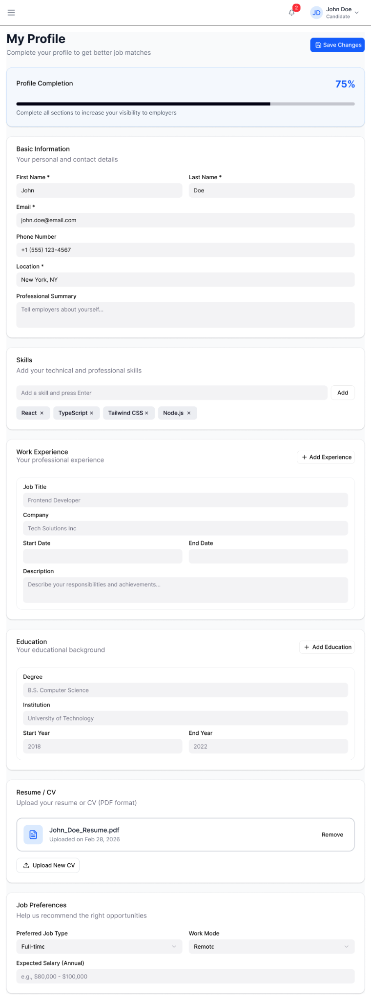 2
JD
John Doe
Candidate
My Profile
Complete your profile to get better job matches
Save Changes
Profile Completion
75%
Complete all sections to increase your visibility to employers
Basic Information
Your personal and contact details
First Name *
Last Name *
John
Doe
Email *
john.doe@email.com
Phone Number
+1 (555) 123-4567
Location *
New York, NY
Professional Summary
Tell employers about yourself...
Skills
Add your technical and professional skills
Add a skill and press Enter
Add
React ×
TypeScript ×
Tailwind CSS ×
Node.js ×
Work Experience
Your professional experience
+ Add Experience
Job Title
Frontend Developer
Company
Tech Solutions Inc
Start Date
End Date
Description
Describe your responsibilities and achievements...
Education
Your educational background
+ Add Education
Degree
B.S. Computer Science
Institution
University of Technology
Start Year
End Year
2018
2022
Resume / CV
Upload your resume or CV (PDF format)
John_Doe_Resume.pdf
Uploaded on Feb 28, 2026
Remove
Upload New CV
Job Preferences
Help us recommend the right opportunities
Preferred Job Type
Work Mode
Full-time
Remote
Expected Salary (Annual)
e.g., $80,000 - $100,000